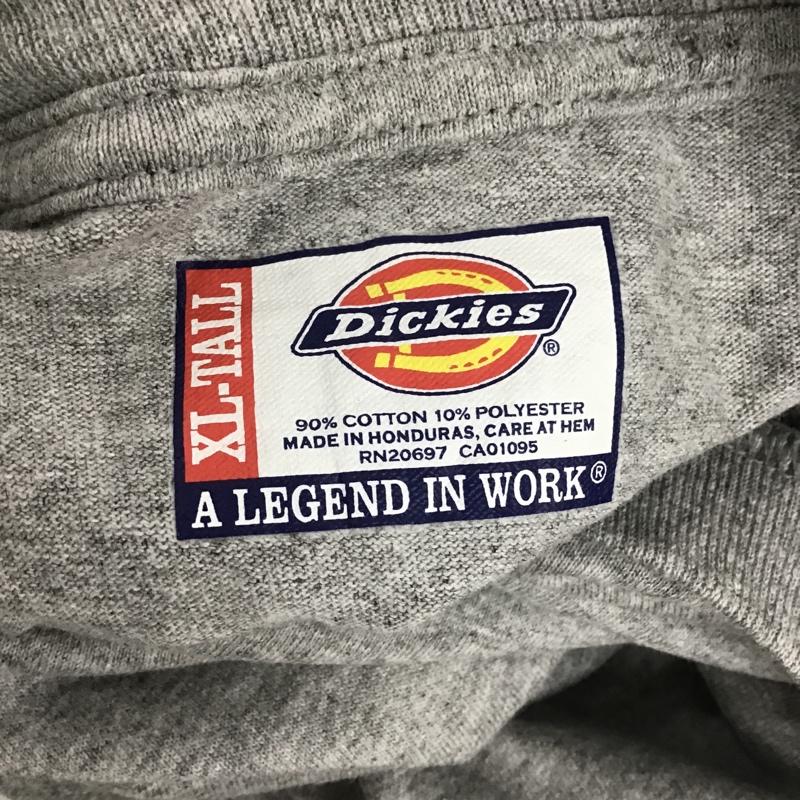 XL-TALL
Dickies®
90% COTTON 10% POLYESTER
MADE IN HONDURAS, CARE AT HEM
RN20697 CA01095
A LEGEND IN WORK®